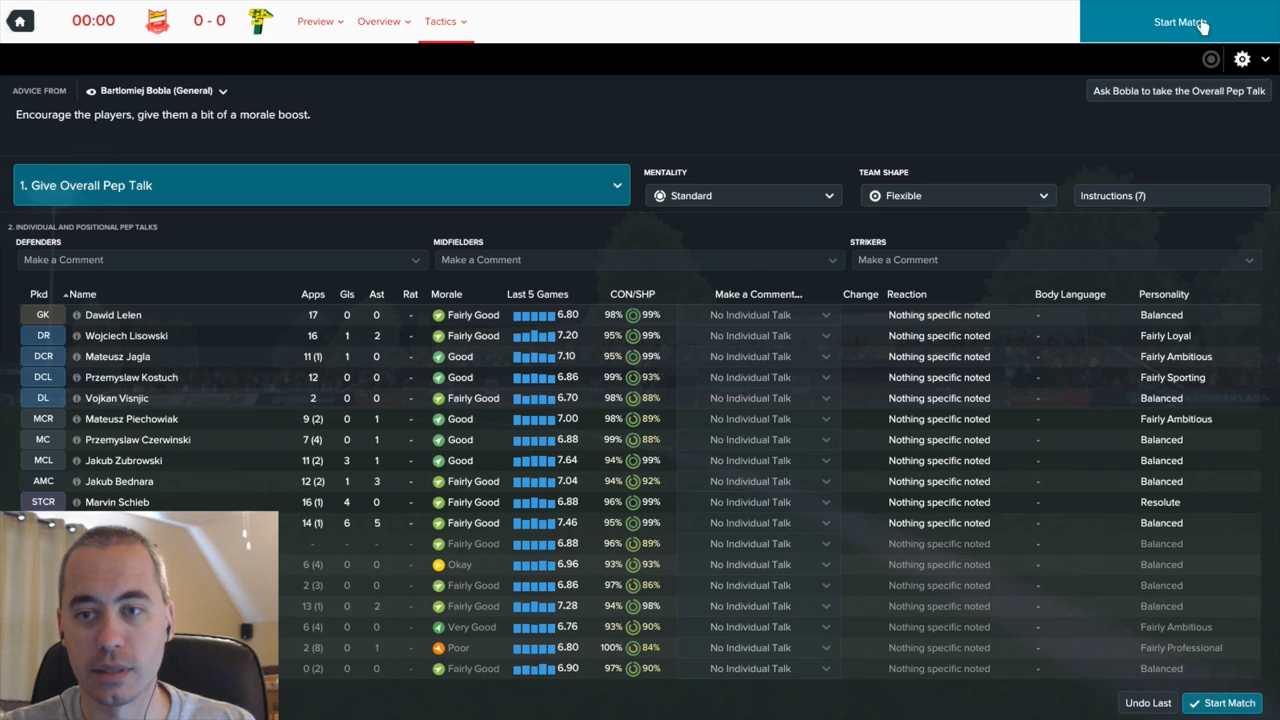 00:00 0 - 0 Preview Overview Tactics Start Match
ADVICE FROM Bartlomiej Bobla (General) Ask Bobla to take the Overall Pep Talk
Encourage the players, give them a bit of a morale boost.
1. Give Overall Pep Talk
MENTALITY TEAM SHAPE
Standard Flexible Instructions (7)
2. INDIVIDUAL AND POSITIONAL PEP TALKS
DEFENDERS MIDFIELDERS STRIKERS
Make a Comment Make a Comment Make a Comment
Pkd Name Apps Gls Ast Rat Morale Last 5 Games CON/SHP Make a Comment... Change Reaction Body Language Personality
GK Dawid Lelen 17 0 0 - Fairly Good 6.80 98% 99% No Individual Talk Nothing specific noted - Balanced
DR Wojciech Lisowski 16 1 2 - Fairly Good 7.20 95% 99% No Individual Talk Nothing specific noted - Fairly Loyal
DCR Mateusz Jagla 11 (1) 0 0 - Good 7.10 95% 99% No Individual Talk Nothing specific noted - Fairly Ambitious
DCL Przemyslaw Kostuch 12 0 0 - Good 6.86 99% 93% No Individual Talk Nothing specific noted - Fairly Sporting
DL Vojkan Visnjic 2 0 0 - Fairly Good 6.70 98% 88% No Individual Talk Nothing specific noted - Balanced
MCR Mateusz Piechowiak 9 (2) 0 1 - Good 7.00 98% 89% No Individual Talk Nothing specific noted - Fairly Ambitious
MC Przemyslaw Czerwinski 7 (4) 0 1 - Good 6.88 99% 88% No Individual Talk Nothing specific noted - Balanced
MCL Jakub Zubrowski 11 (2) 3 1 - Good 7.64 94% 99% No Individual Talk Nothing specific noted - Balanced
AMC Jakub Bednara 12 (2) 1 3 - Fairly Good 7.04 94% 92% No Individual Talk Nothing specific noted - Balanced
STCR Marvin Schieb 16 (1) 4 0 - Fairly Good 6.88 96% 99% No Individual Talk Nothing specific noted - Resolute
14 (1) 6 5 - Fairly Good 7.46 95% 99% No Individual Talk Nothing specific noted - Balanced
- - - - Fairly Good 6.88 96% 89% No Individual Talk Nothing specific noted - Balanced
6 (4) 0 0 - Okay 6.96 93% 93% No Individual Talk Nothing specific noted - Balanced
2 (3) 0 0 - Fairly Good 6.86 97% 86% No Individual Talk Nothing specific noted - Balanced
13 (1) 0 2 - Fairly Good 7.28 94% 98% No Individual Talk Nothing specific noted - Balanced
6 (4) 0 0 - Very Good 6.76 93% 90% No Individual Talk Nothing specific noted - Fairly Ambitious
2 (8) 0 1 - Poor 6.80 100% 84% No Individual Talk Nothing specific noted - Fairly Professional
0 (2) 0 0 - Fairly Good 6.90 97% 90% No Individual Talk Nothing specific noted - Balanced
Undo Last Start Match